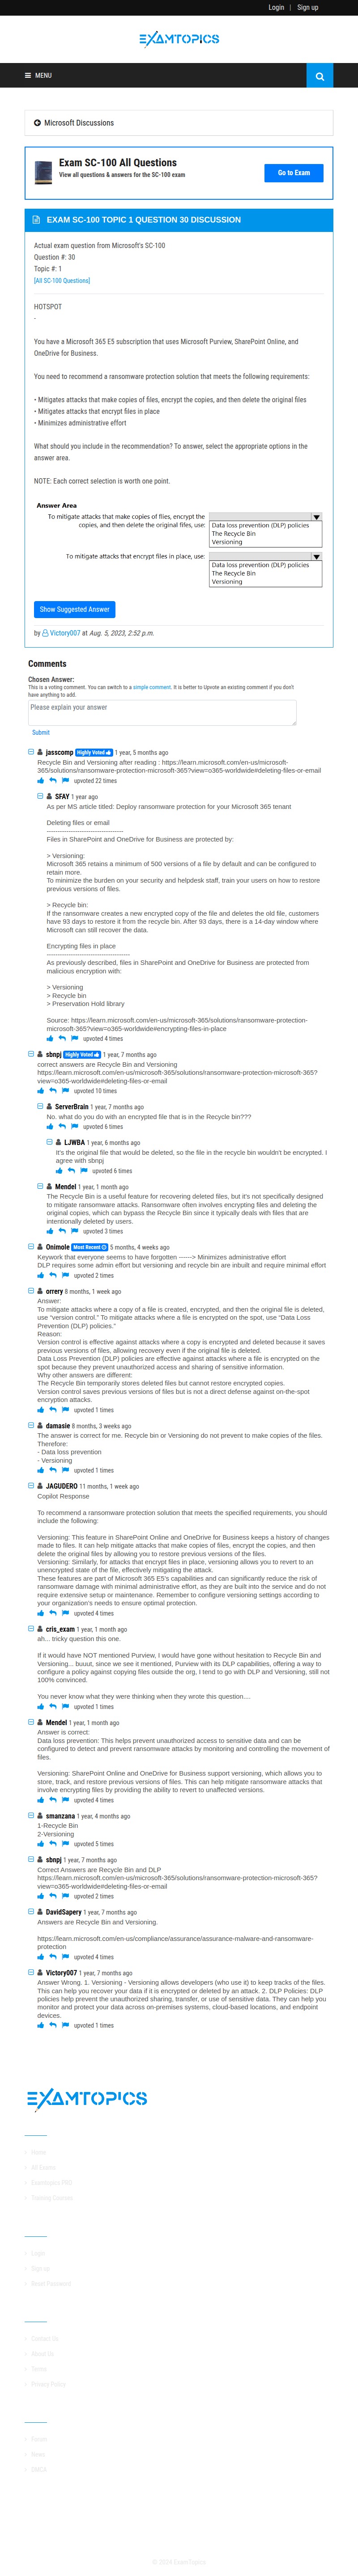 Login | Sign up
EXAMTOPICS
MENU
Microsoft Discussions
Exam SC-100 All Questions
View all questions & answers for the SC-100 exam
Go to Exam
EXAM SC-100 TOPIC 1 QUESTION 30 DISCUSSION
Actual exam question from Microsoft's SC-100
Question #: 30
Topic #: 1
[All SC-100 Questions]
HOTSPOT
-
You have a Microsoft 365 E5 subscription that uses Microsoft Purview, SharePoint Online, and
OneDrive for Business.
You need to recommend a ransomware protection solution that meets the following requirements:
• Mitigates attacks that make copies of files, encrypt the copies, and then delete the original files
• Mitigates attacks that encrypt files in place
• Minimizes administrative effort
What should you include in the recommendation? To answer, select the appropriate options in the
answer area.
NOTE: Each correct selection is worth one point.
Answer Area
To mitigate attacks that make copies of files, encrypt the
copies, and then delete the original files, use:
Data loss prevention (DLP) policies
The Recycle Bin
Versioning
To mitigate attacks that encrypt files in place, use:
Data loss prevention (DLP) policies
The Recycle Bin
Versioning
Show Suggested Answer
by Victory007 at Aug. 5, 2023, 2:52 p.m.
Comments
Chosen Answer:
This is a voting comment. You can switch to a simple comment. It is better to Upvote an existing comment if you don't
have anything to add.
Please explain your answer
Submit
jasscomp Highly Voted 1 year, 5 months ago
Recycle Bin and Versioning after reading : https://learn.microsoft.com/en-us/microsoft-
365/solutions/ransomware-protection-microsoft-365?view=o365-worldwide#deleting-files-or-email
upvoted 22 times
SFAY 1 year ago
As per MS article titled: Deploy ransomware protection for your Microsoft 365 tenant
Deleting files or email
-----------------------------------
Files in SharePoint and OneDrive for Business are protected by:
> Versioning:
Microsoft 365 retains a minimum of 500 versions of a file by default and can be configured to
retain more.
To minimize the burden on your security and helpdesk staff, train your users on how to restore
previous versions of files.
> Recycle bin:
If the ransomware creates a new encrypted copy of the file and deletes the old file, customers
have 93 days to restore it from the recycle bin. After 93 days, there is a 14-day window where
Microsoft can still recover the data.
Encrypting files in place
--------------------------------------
As previously described, files in SharePoint and OneDrive for Business are protected from
malicious encryption with:
> Versioning
> Recycle bin
> Preservation Hold library
Source: https://learn.microsoft.com/en-us/microsoft-365/solutions/ransomware-protection-
microsoft-365?view=o365-worldwide#encrypting-files-in-place
upvoted 4 times
sbnpj Highly Voted 1 year, 7 months ago
correct answers are Recycle Bin and Versioning
https://learn.microsoft.com/en-us/microsoft-365/solutions/ransomware-protection-microsoft-365?
view=o365-worldwide#deleting-files-or-email
upvoted 10 times
ServerBrain 1 year, 7 months ago
No. what do you do with an encrypted file that is in the Recycle bin???
upvoted 6 times
LJWBA 1 year, 6 months ago
It's the original file that would be deleted, so the file in the recycle bin wouldn't be encrypted. I
agree with sbnpj
upvoted 6 times
Mendel 1 year, 1 month ago
The Recycle Bin is a useful feature for recovering deleted files, but it's not specifically designed
to mitigate ransomware attacks. Ransomware often involves encrypting files and deleting the
original copies, which can bypass the Recycle Bin since it typically deals with files that are
intentionally deleted by users.
upvoted 3 times
Onimole Most Recent 5 months, 4 weeks ago
Keywork that everyone seems to have forgotten ------> Minimizes administrative effort
DLP requires some admin effort but versioning and recycle bin are inbuilt and require minimal effort
upvoted 2 times
orrery 8 months, 1 week ago
Answer:
To mitigate attacks where a copy of a file is created, encrypted, and then the original file is deleted,
use “version control.” To mitigate attacks where a file is encrypted on the spot, use “Data Loss
Prevention (DLP) policies.”
Reason:
Version control is effective against attacks where a copy is encrypted and deleted because it saves
previous versions of files, allowing recovery even if the original file is deleted.
Data Loss Prevention (DLP) policies are effective against attacks where a file is encrypted on the
spot because they prevent unauthorized access and sharing of sensitive information.
Why other answers are different:
The Recycle Bin temporarily stores deleted files but cannot restore encrypted copies.
Version control saves previous versions of files but is not a direct defense against on-the-spot
encryption attacks.
upvoted 1 times
damasie 8 months, 3 weeks ago
The answer is correct for me. Recycle bin or Versioning do not prevent to make copies of the files.
Therefore:
- Data loss prevention
- Versioning
upvoted 1 times
JAGUDERO 11 months, 1 week ago
Copilot Response
To recommend a ransomware protection solution that meets the specified requirements, you should
include the following:
Versioning: This feature in SharePoint Online and OneDrive for Business keeps a history of changes
made to files. It can help mitigate attacks that make copies of files, encrypt the copies, and then
delete the original files by allowing you to restore previous versions of the files.
Versioning: Similarly, for attacks that encrypt files in place, versioning allows you to revert to an
unencrypted state of the file, effectively mitigating the attack.
These features are part of Microsoft 365 E5's capabilities and can significantly reduce the risk of
ransomware damage with minimal administrative effort, as they are built into the service and do not
require extensive setup or maintenance. Remember to configure versioning settings according to
your organization's needs to ensure optimal protection.
upvoted 4 times
cris_exam 1 year, 1 month ago
ah... tricky question this one.
If it would have NOT mentioned Purview, I would have gone without hesitation to Recycle Bin and
Versioning... buuut, since we see it mentioned, Purview with its DLP capabilities, offering a way to
configure a policy against copying files outside the org, I tend to go with DLP and Versioning, still not
100% convinced.
You never know what they were thinking when they wrote this question....
upvoted 1 times
Mendel 1 year, 1 month ago
Answer is correct:
Data loss prevention: This helps prevent unauthorized access to sensitive data and can be
configured to detect and prevent ransomware attacks by monitoring and controlling the movement of
files.
Versioning: SharePoint Online and OneDrive for Business support versioning, which allows you to
store, track, and restore previous versions of files. This can help mitigate ransomware attacks that
involve encrypting files by providing the ability to revert to unaffected versions.
upvoted 4 times
smanzana 1 year, 4 months ago
1-Recycle Bin
2-Versioning
upvoted 5 times
sbnpj 1 year, 7 months ago
Correct Answers are Recycle Bin and DLP
https://learn.microsoft.com/en-us/microsoft-365/solutions/ransomware-protection-microsoft-365?
view=o365-worldwide#deleting-files-or-email
upvoted 2 times
DavidSapery 1 year, 7 months ago
Answers are Recycle Bin and Versioning.
https://learn.microsoft.com/en-us/compliance/assurance/assurance-malware-and-ransomware-
protection
upvoted 4 times
Victory007 1 year, 7 months ago
Answer Wrong. 1. Versioning - Versioning allows developers (who use it) to keep tracks of the files.
This can help you recover your data if it is encrypted or deleted by an attack. 2. DLP Policies: DLP
policies help prevent the unauthorized sharing, transfer, or use of sensitive data. They can help you
monitor and protect your data across on-premises systems, cloud-based locations, and endpoint
devices.
upvoted 1 times
EXAMTOPICS
Home
All Exams
Examtopics PRO
Training Courses
Login
Sign up
Reset Password
Contact Us
About Us
Terms
Privacy Policy
Forum
News
DMCA
© 2024 ExamTopics